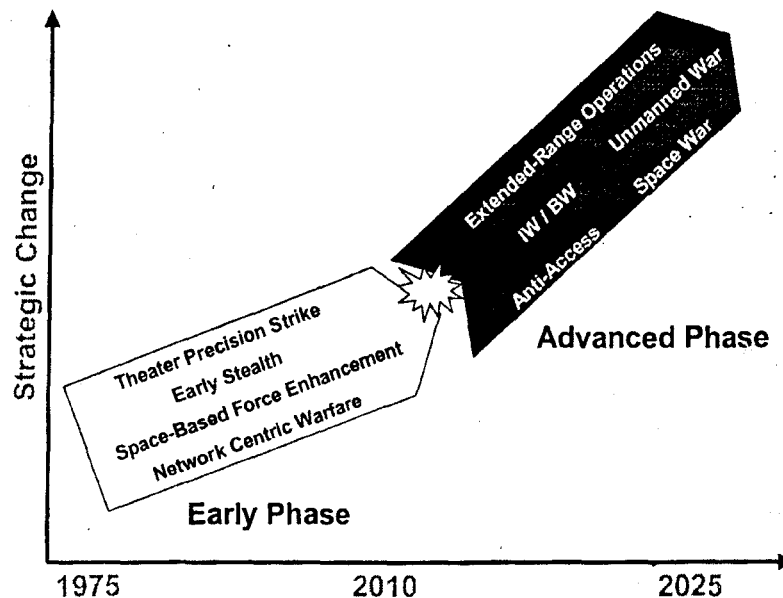 Strategic Change
Extended-Range Operations
Unmanned War
IW / BW
Space War
Anti-Access
Advanced Phase
Theater Precision Strike
Early Stealth
Space-Based Force Enhancement
Network Centric Warfare
Early Phase
1975
2010
2025